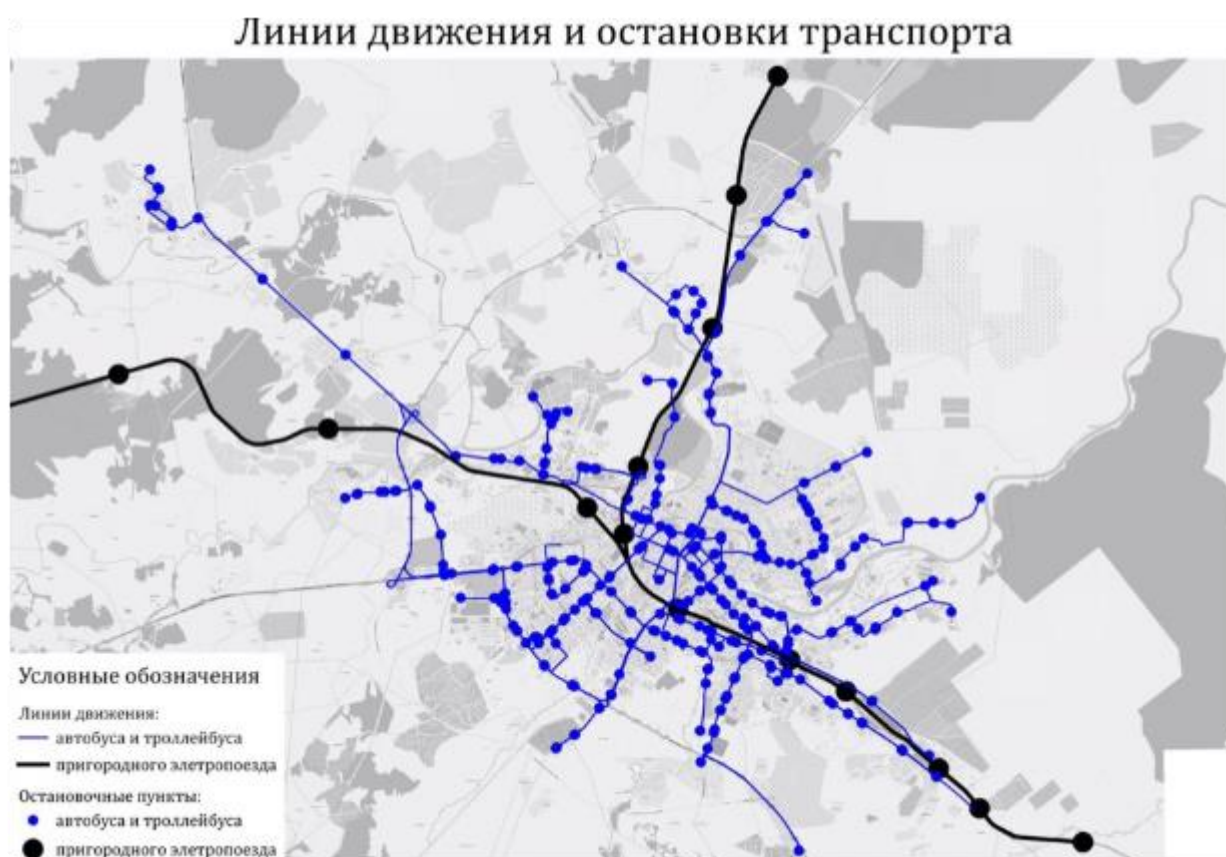 Линии движения и остановки транспорта
Условные обозначения
Линии движения:
автобуса и троллейбуса
пригородного элетропоезда
Остановочные пункты:
автобуса и троллейбуса
пригородного элетропоезда